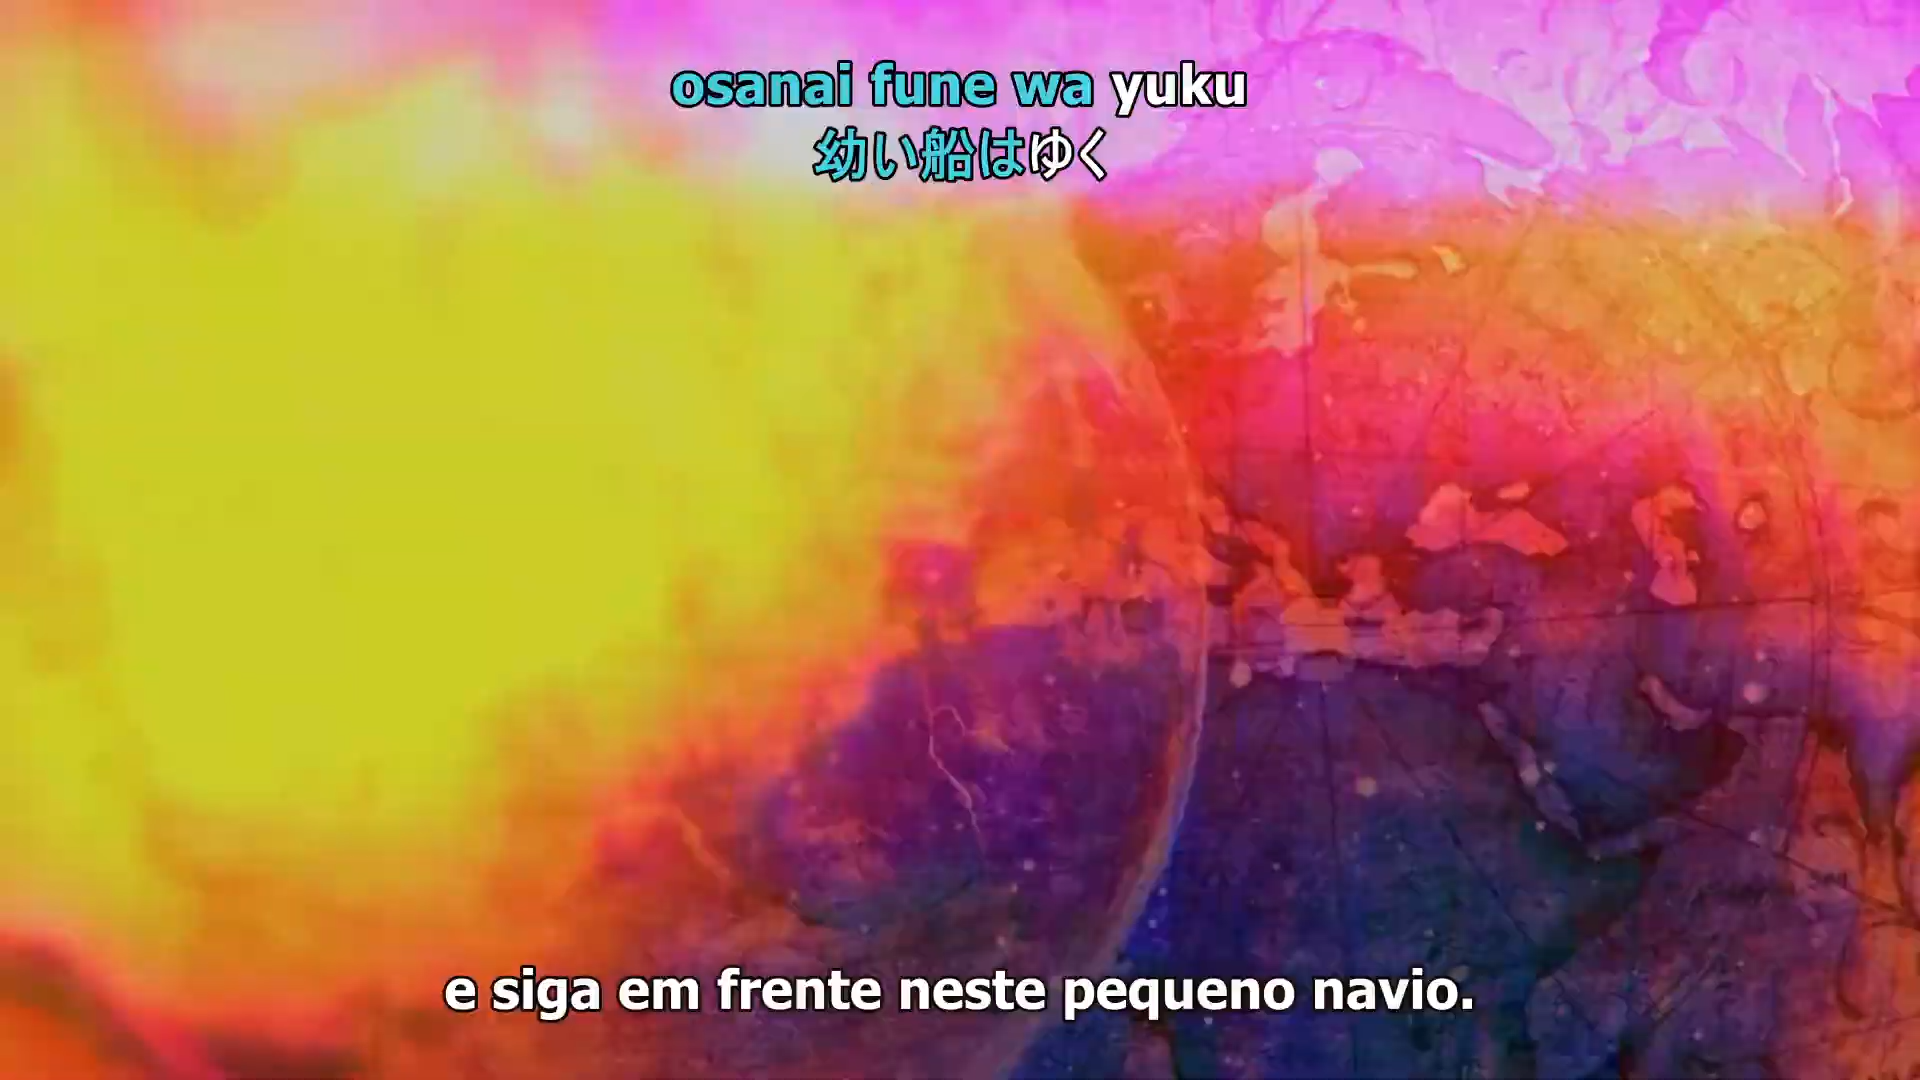 osanai fune wa yuku
幼い船はゆく
e siga em frente neste pequeno navio.